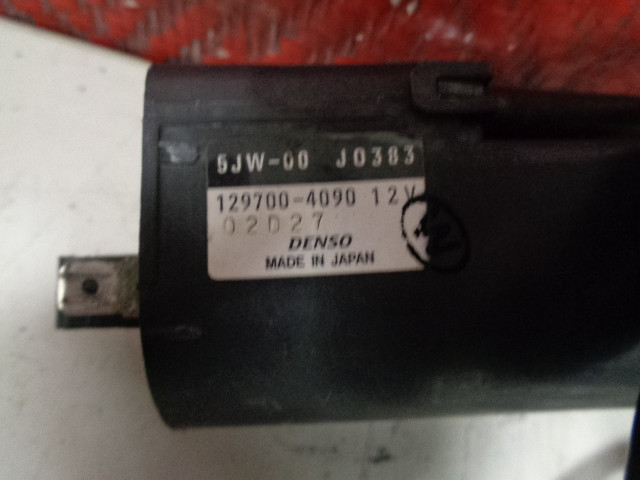 5JW-00 J0383
129700-4090 12V
02D27
DENSO
MADE IN JAPAN